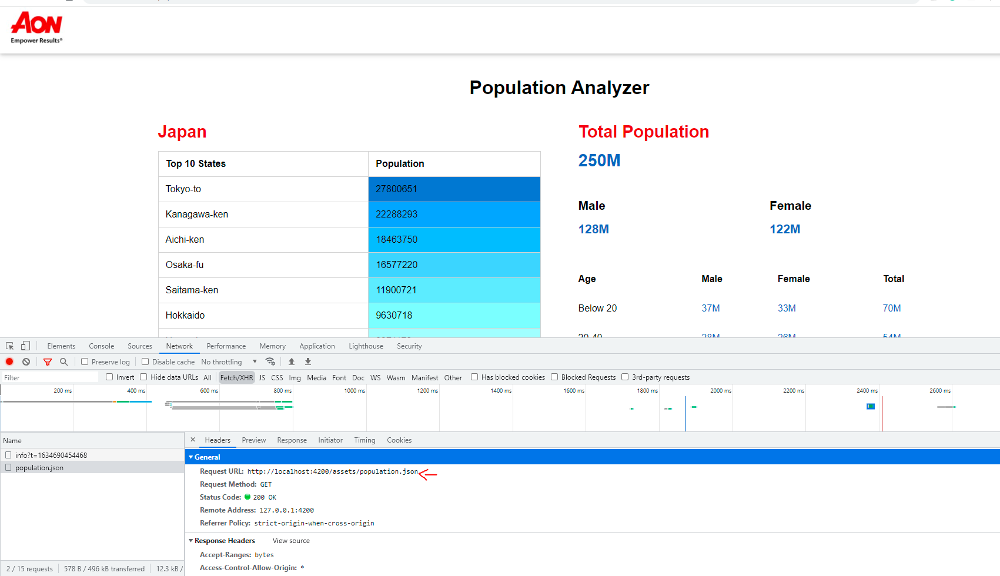 AON
Empower Results®
Population Analyzer
Japan
Total Population
Top 10 States Population
250M
Tokyo-to 27800651
Kanagawa-ken 22288293
Male Female
128M 122M
Aichi-ken 18463750
Osaka-fu 16577220
Age Male Female Total
Saitama-ken 11900721
Below 20 37M 33M 70M
Hokkaido 9630718
20-40 28M 26M 54M
Elements Console Sources Network Performance Memory Application Lighthouse Security
Preserve log Disable cache No throttling
Filter Invert Hide data URLs All Fetch/XHR JS CSS Img Media Font Doc WS Wasm Manifest Other Has blocked cookies Blocked Requests 3rd-party requests
200 ms 400 ms 600 ms 800 ms 1000 ms 1200 ms 1400 ms 1600 ms 1800 ms 2000 ms 2200 ms 2400 ms 2600 ms
Name
× Headers Preview Response Initiator Timing Cookies
info?t=1634690454468
population.json
General
Request URL: http://localhost:4200/assets/population.json
Request Method: GET
Status Code: 200 OK
Remote Address: 127.0.0.1:4200
Referrer Policy: strict-origin-when-cross-origin
Response Headers View source
Accept-Ranges: bytes
Access-Control-Allow-Origin: *
2 / 15 requests 578 B / 496 kB transferred 12.3 kB /